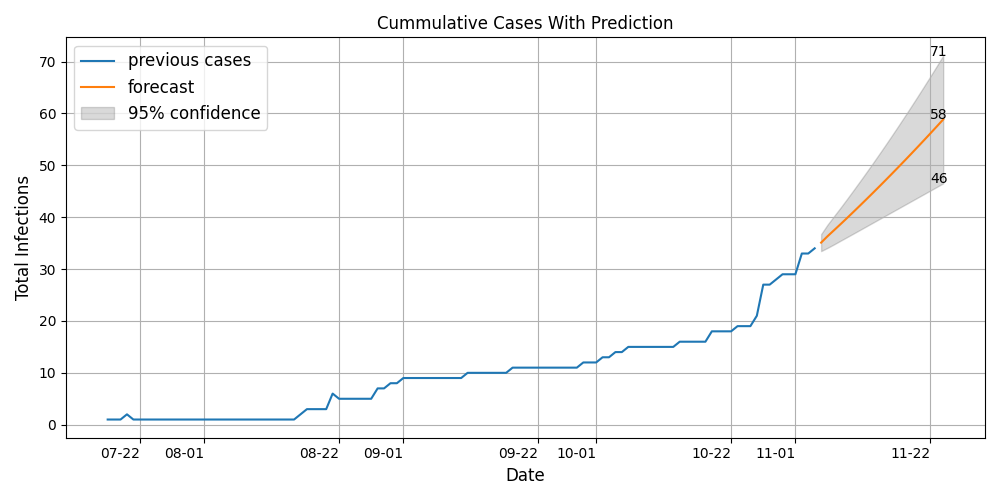 Cummulative Cases With Prediction
previous cases
forecast
95% confidence
71
58
46
Total Infections
70
60
50
40
30
20
10
0
07-22 08-01 08-22 09-01 09-22 10-01 10-22 11-01 11-22
Date